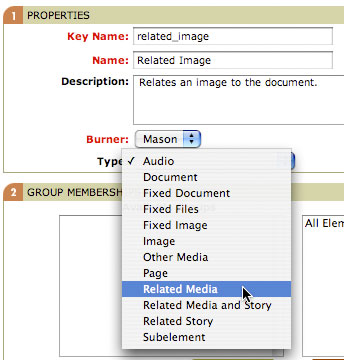 1 PROPERTIES
Key Name: related_image
Name: Related Image
Description: Relates an image to the document.
Burner: Mason
Type
✓ Audio
Document
Fixed Document
2 GROUP MEMBERSH
Fixed Files
All Elem
Fixed Image
Image
Other Media
Page
Related Media
Related Media and Story
Related Story
Subelement